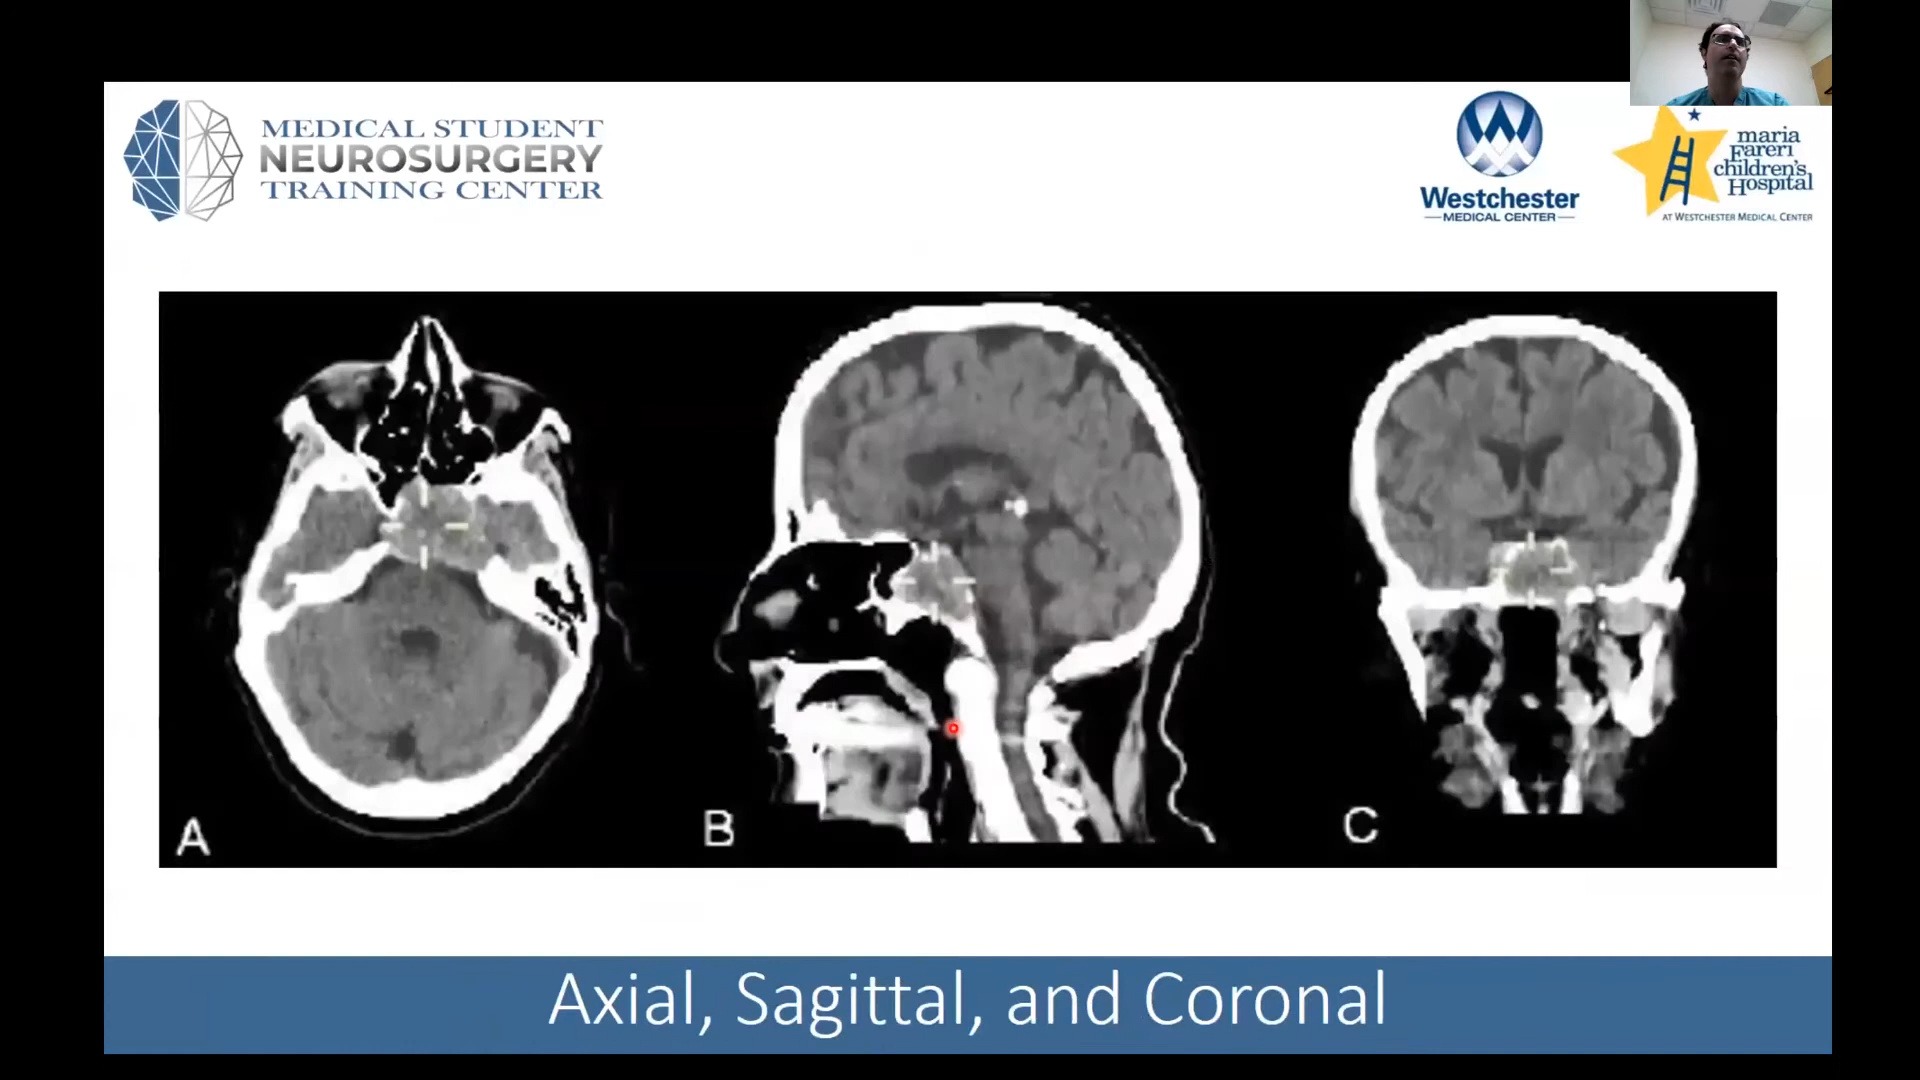 MEDICAL STUDENT
NEUROSURGERY
TRAINING CENTER
Westchester
MEDICAL CENTER
maria
Fareri
children's
Hospital
AT WESTCHESTER MEDICAL CENTER
A
B
C
Axial, Sagittal, and Coronal